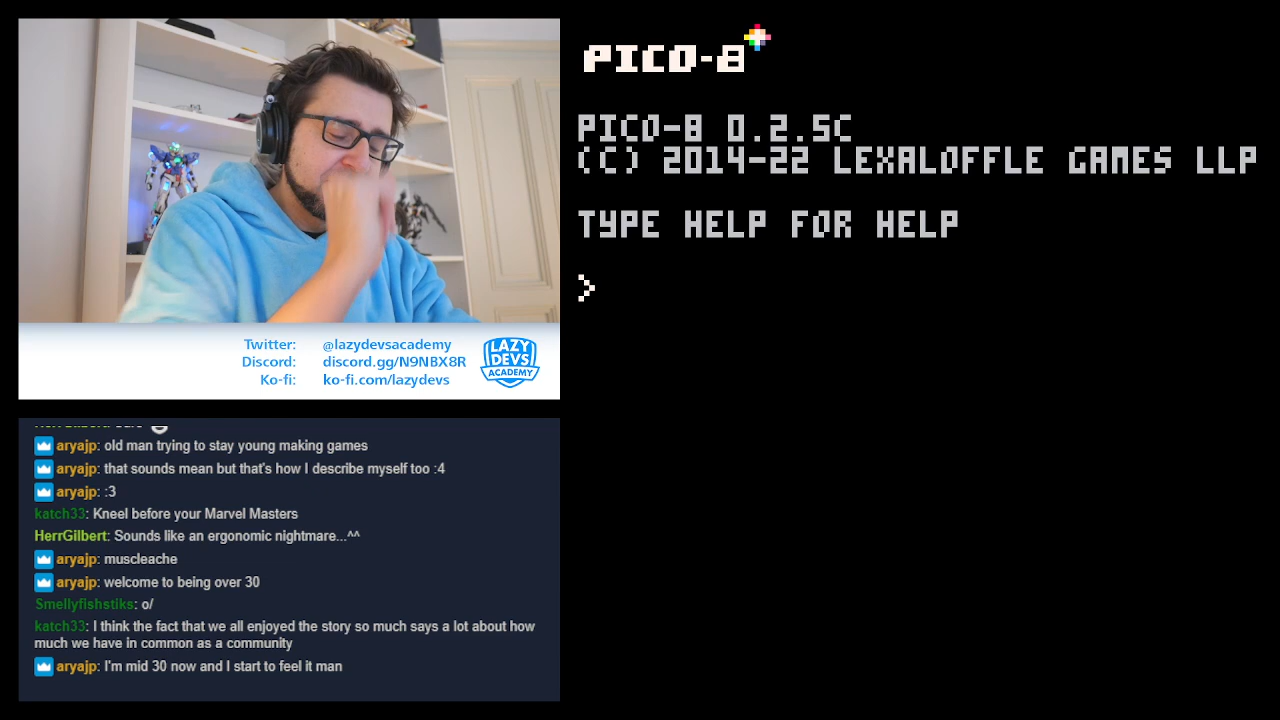 PICO-8
PICO-8 0.2.5C
(C) 2014-22 LEXALOFFLE GAMES LLP
TYPE HELP FOR HELP
>
Twitter: @lazydevsacademy
Discord: discord.gg/N9NBX8R
Ko-fi: ko-fi.com/lazydevs
LAZY
DEVS
ACADEMY
aryajp: old man trying to stay young making games
aryajp: that sounds mean but that's how I describe myself too :4
aryajp: :3
katch33: Kneel before your Marvel Masters
HerrGilbert: Sounds like an ergonomic nightmare...^^
aryajp: muscleache
aryajp: welcome to being over 30
Smellyfishstiks: o/
katch33: I think the fact that we all enjoyed the story so much says a lot about how
much we have in common as a community
aryajp: I'm mid 30 now and I start to feel it man